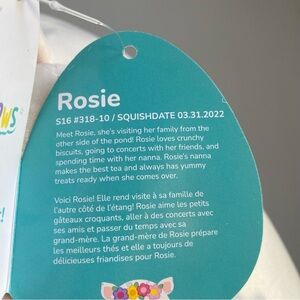 Rosie
S16 #318-10 / SQUISHDATE 03.31.2022
Meet Rosie, she's visiting her family from the
other side of the pond! Rosie loves crunchy
biscuits, going to concerts with her friends, and
spending time with her nanna. Rosie's nanna
makes the best tea and always has yummy
treats ready when she comes over.
Voici Rosie! Elle rend visite à sa famille de
l'autre côté de l'étang! Rosie aime les petits
gâteaux croquants, aller à des concerts avec
ses amis et passer du temps avec sa
grand-mère. La grand-mère de Rosie prépare
les meilleurs thés et elle a toujours de
délicieuses friandises pour Rosie.